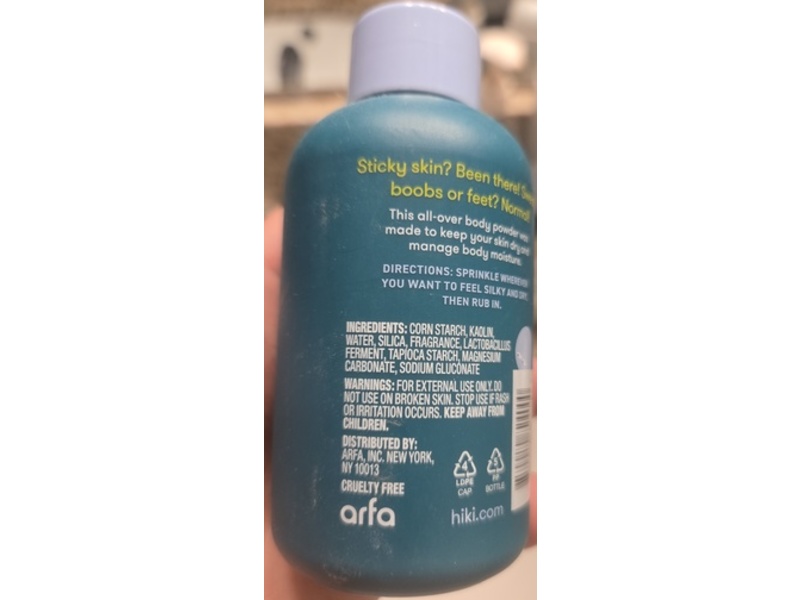 Sticky skin? Been there!
boobs or feet? Normal!
This all-over body powder was
made to keep your skin dry and
manage body moisture.
DIRECTIONS: SPRINKLE WHEREVER
YOU WANT TO FEEL SILKY AND DRY,
THEN RUB IN.
INGREDIENTS: CORN STARCH, KAOLIN,
WATER, SILICA, FRAGRANCE, LACTOBACILLUS
FERMENT, TAPIOCA STARCH, MAGNESIUM
CARBONATE, SODIUM GLUCONATE
WARNINGS: FOR EXTERNAL USE ONLY. DO
NOT USE ON BROKEN SKIN. STOP USE IF RASH
OR IRRITATION OCCURS. KEEP AWAY FROM
CHILDREN.
DISTRIBUTED BY:
ARFA, INC. NEW YORK,
NY 10013
CRUELTY FREE
4
LDPE
CAP
5
PP
BOTTLE
arfa
hiki.com